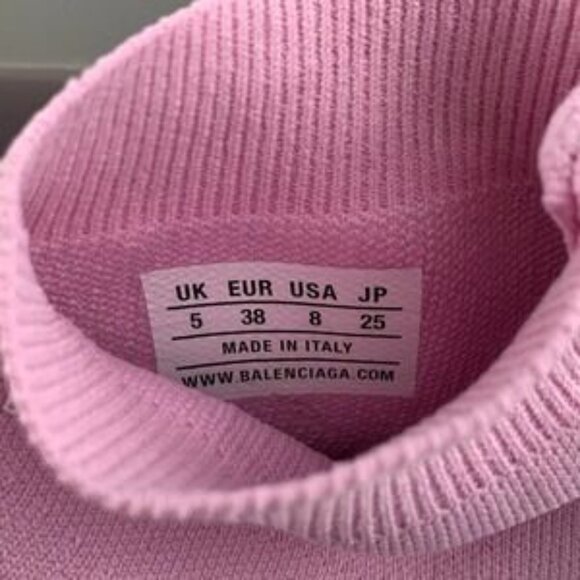 UK EUR USA JP
5 38 8 25
MADE IN ITALY
WWW.BALENCIAGA.COM